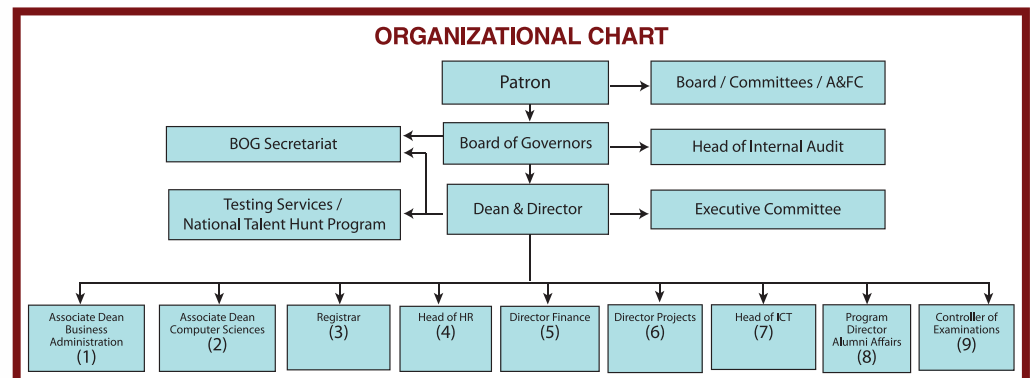 ORGANIZATIONAL CHART
Patron
Board / Committees / A&FC
BOG Secretariat
Board of Governors
Head of Internal Audit
Testing Services /
National Talent Hunt Program
Dean & Director
Executive Committee
Associate Dean
Business
Administration
(1)
Associate Dean
Computer Sciences
(2)
Registrar
(3)
Head of HR
(4)
Director Finance
(5)
Director Projects
(6)
Head of ICT
(7)
Program
Director
Alumni Affairs
(8)
Controller of
Examinations
(9)